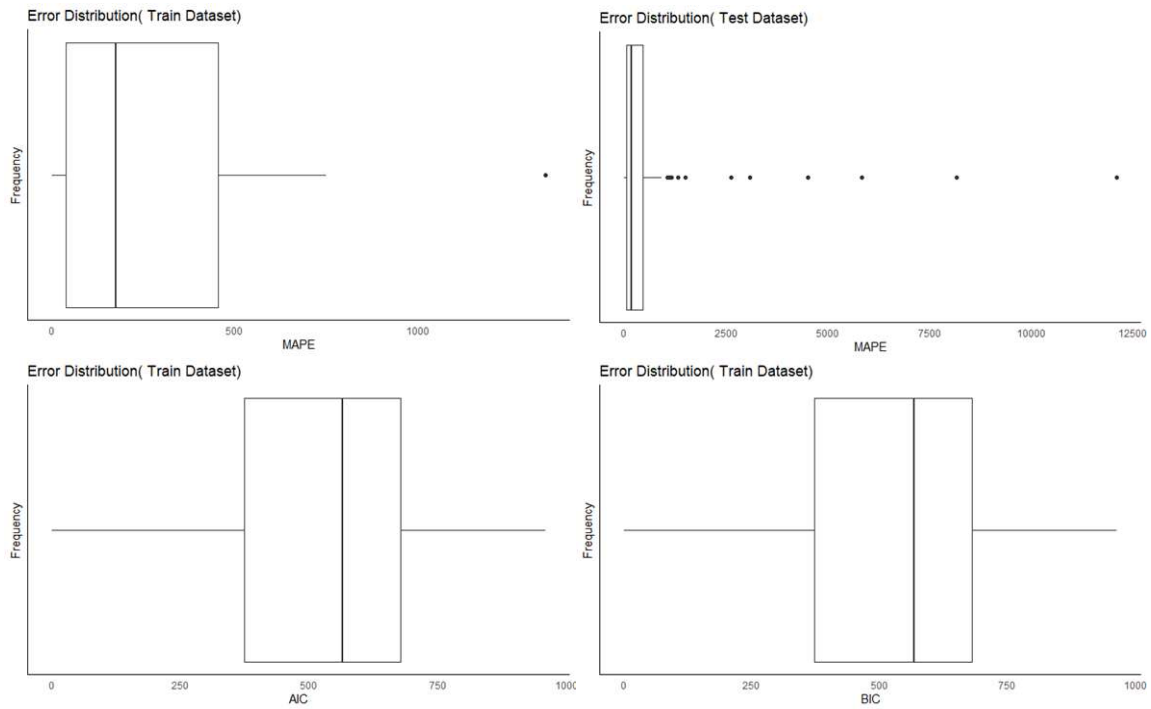 Error Distribution( Train Dataset)
Frequency
0 500 1000
MAPE
Error Distribution( Test Dataset)
Frequency
0 2500 5000 7500 10000 12500
MAPE
Error Distribution( Train Dataset)
Frequency
0 250 500 750 1000
AIC
Error Distribution( Train Dataset)
Frequency
0 250 500 750 1000
BIC